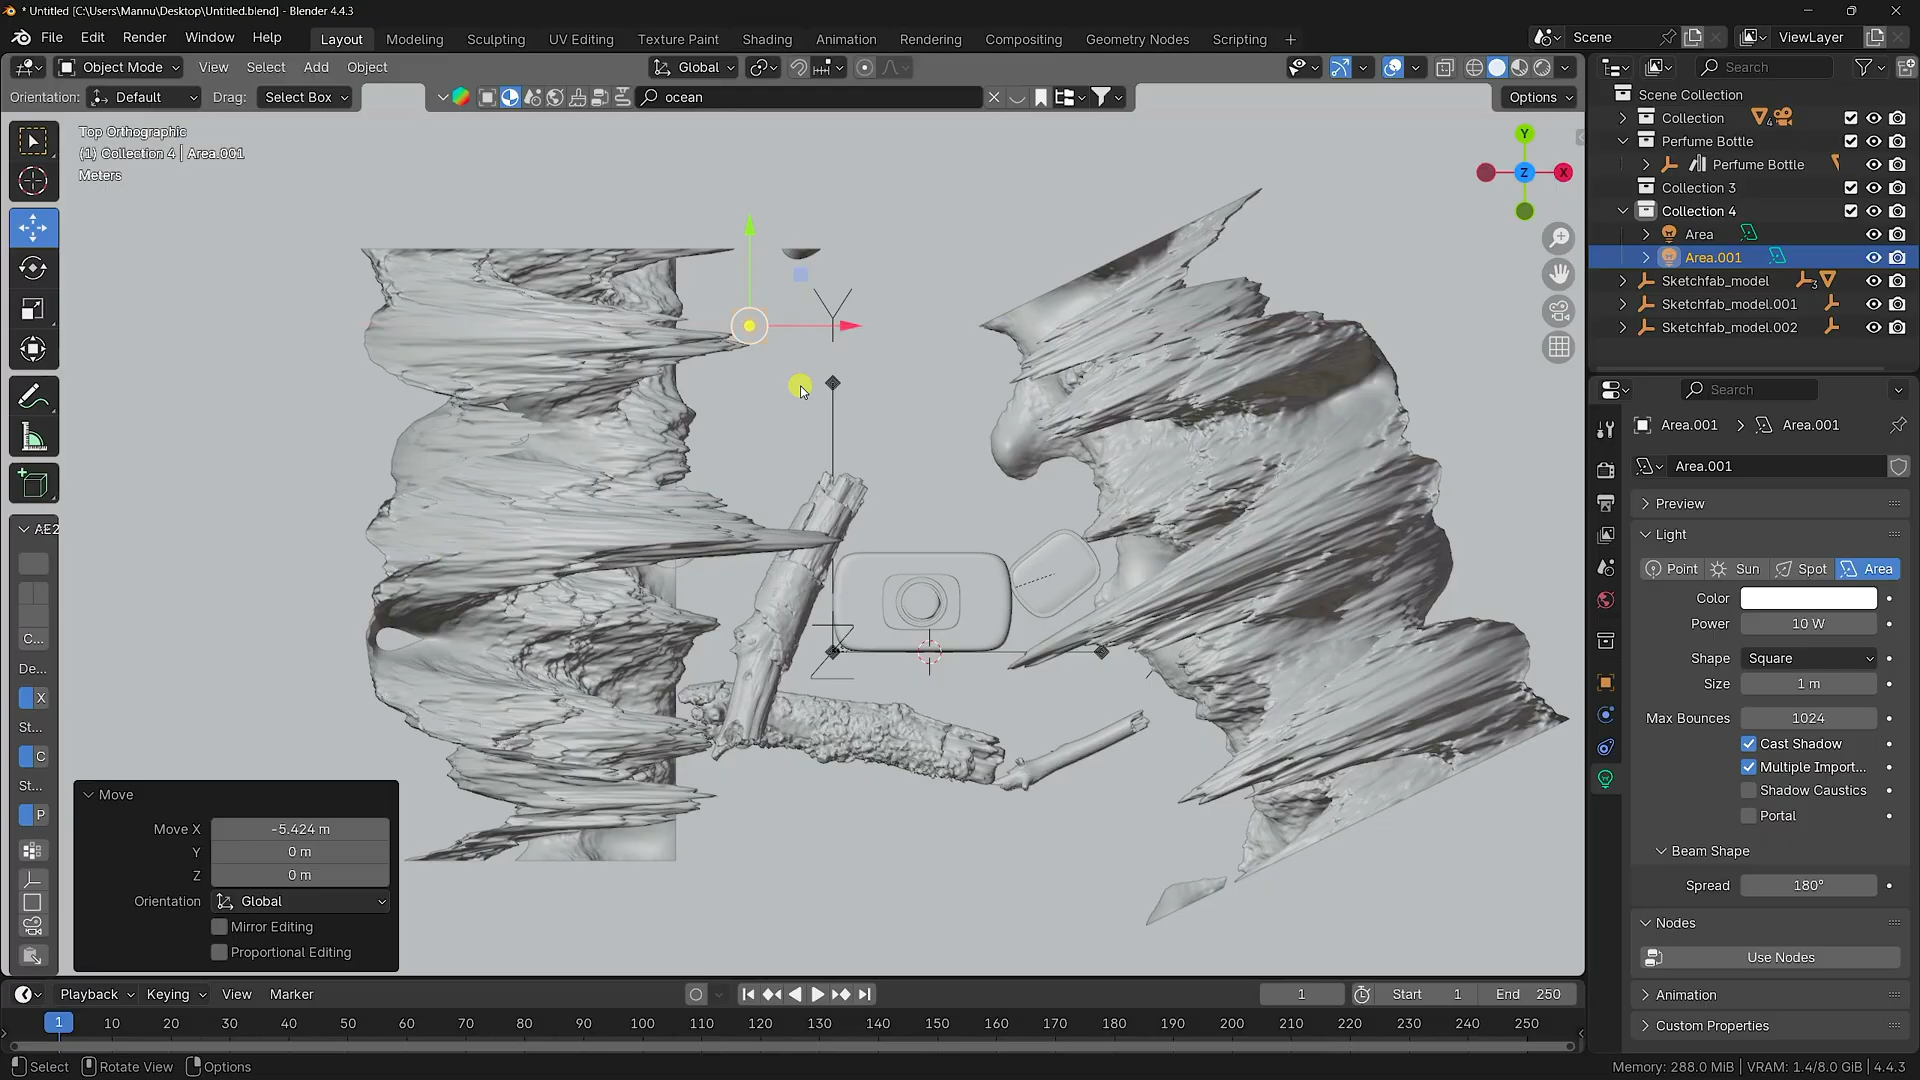 * Untitled [C:\Users\Mannu\Desktop\Untitled.blend] - Blender 4.4.3
File Edit Render Window Help Layout Modeling Sculpting UV Editing Texture Paint Shading Animation Rendering Compositing Geometry Nodes Scripting + Scene ViewLayer
Object Mode View Select Add Object Global Search
Orientation: Default Drag: Select Box ocean Options
Scene Collection
Collection 4
Perfume Bottle
Perfume Bottle
Collection 3
Collection 4
Area
Area.001
Sketchfab_model 3
Sketchfab_model.001
Sketchfab_model.002
Top Orthographic
(1) Collection 4 | Area.001
Meters
Y
Z X
AE2
C...
De...
X
St...
C
St...
P
Y
Z
Move
Move X -5.424 m
Y 0 m
Z 0 m
Orientation Global
Mirror Editing
Proportional Editing
Search
Area.001 > Area.001
Area.001
Preview
Light
Point Sun Spot Area
Color
Power 10 W
Shape Square
Size 1 m
Max Bounces 1024
Cast Shadow
Multiple Import...
Shadow Caustics
Portal
Beam Shape
Spread 180°
Nodes
Use Nodes
Animation
Custom Properties
Playback Keying View Marker 1 Start 1 End 250
1 10 20 30 40 50 60 70 80 90 100 110 120 130 140 150 160 170 180 190 200 210 220 230 240 250
Select Rotate View Options Memory: 288.0 MiB | VRAM: 1.4/8.0 GiB | 4.4.3